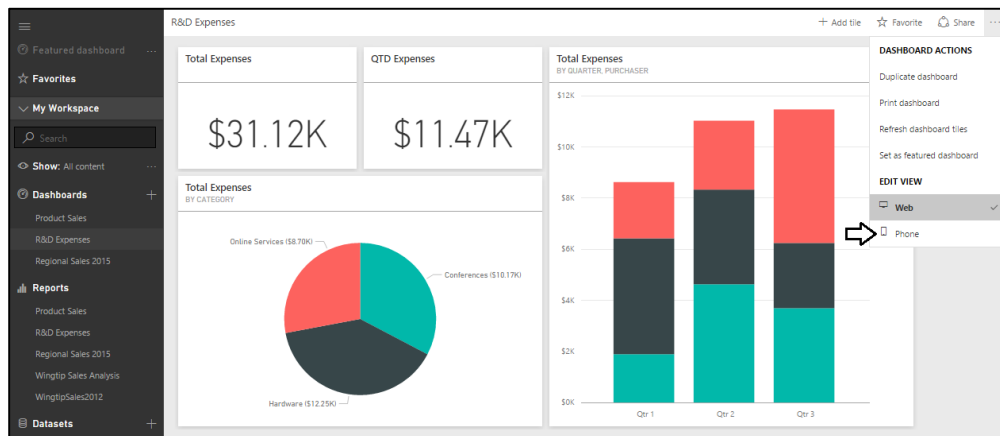 R&D Expenses
+ Add tile
Favorite
Share
...
Featured dashboard
...
Favorites
My Workspace
Search
Show: All content
...
Dashboards
+
Product Sales
R&D Expenses
Regional Sales 2015
Reports
Product Sales
R&D Expenses
Regional Sales 2015
Wingtip Sales Analysis
WingtipSales2012
Datasets
+
Total Expenses
$31.12K
QTD Expenses
$11.47K
Total Expenses
BY CATEGORY
Online Services ($8.70K)
Conferences ($10.17K)
Hardware ($12.25K)
Total Expenses
BY QUARTER, PURCHASER
$12K
$10K
$8K
$6K
$4K
$2K
$0K
Qtr 1
Qtr 2
Qtr 3
DASHBOARD ACTIONS
Duplicate dashboard
Print dashboard
Refresh dashboard tiles
Set as featured dashboard
EDIT VIEW
Web
Phone